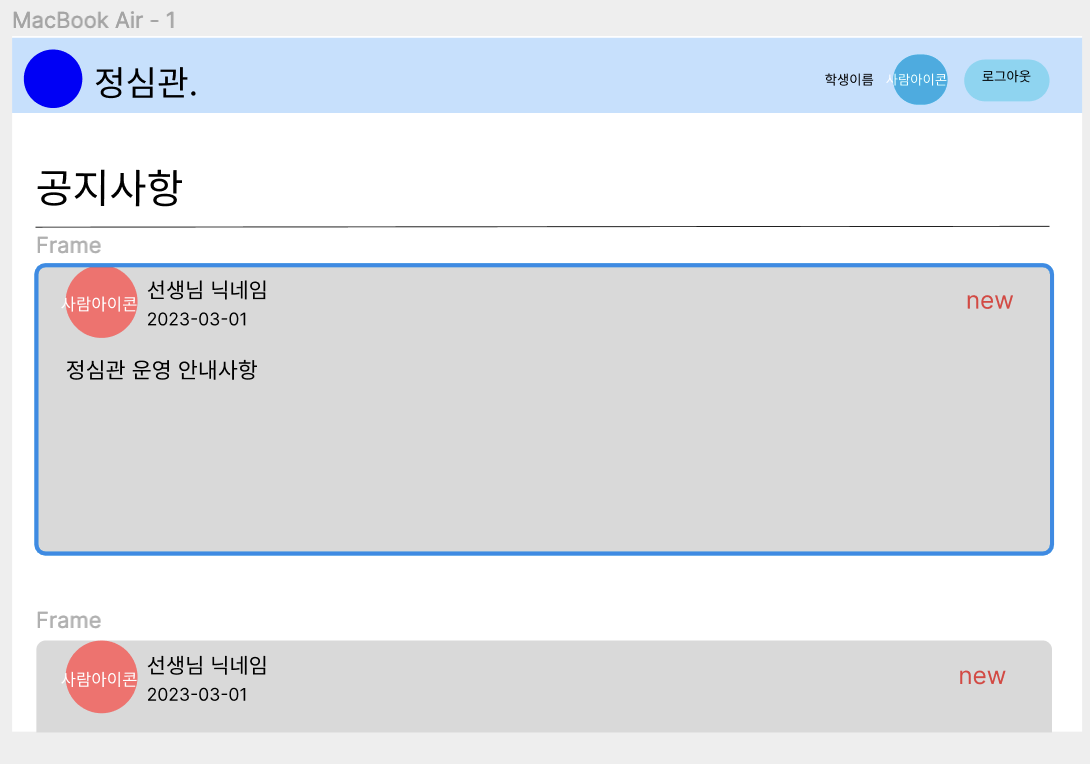 MacBook Air - 1
정심관.
학생이름
사람아이콘
로그아웃
공지사항
Frame
사람아이콘
선생님 닉네임
2023-03-01
new
정심관 운영 안내사항
Frame
사람아이콘
선생님 닉네임
2023-03-01
new